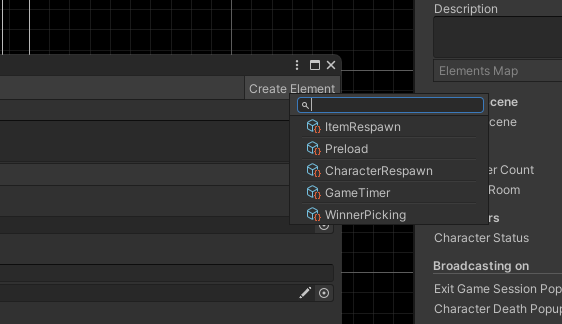 Description
Create Element
Elements Map
cene
ItemRespawn
cene
Preload
CharacterRespawn
er Count
GameTimer
Room
WinnerPicking
rs
Character Status
Broadcasting on
Exit Game Session Pop
Character Death Popu